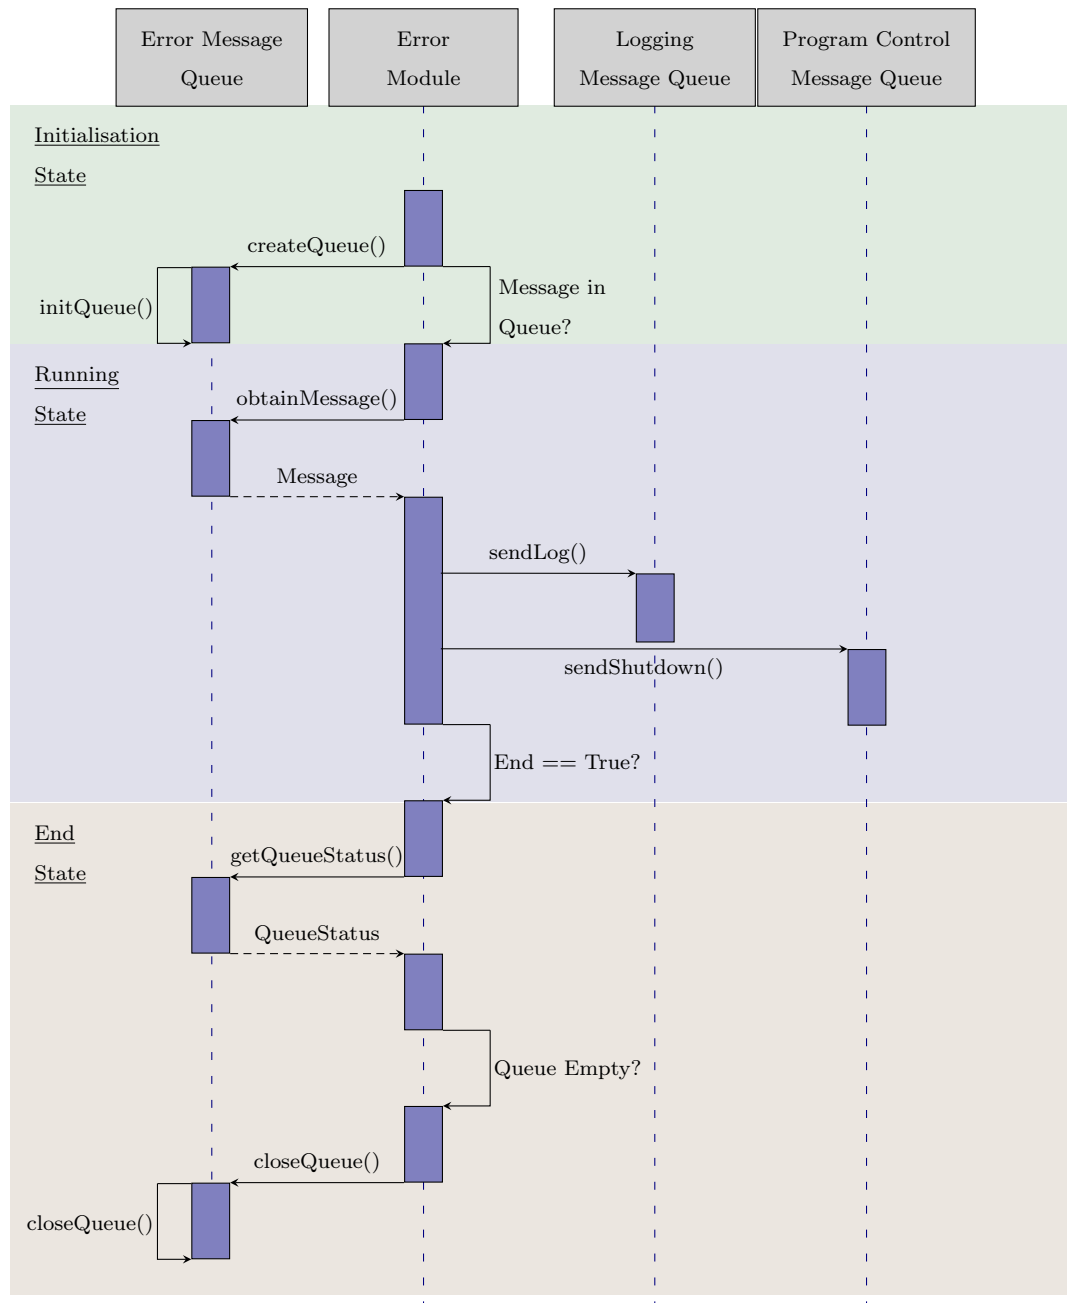 Error Message
Queue
Error
Module
Logging
Message Queue
Program Control
Message Queue
Initialisation
State
createQueue()
initQueue()
Message in
Queue?
Running
State
obtainMessage()
Message
sendLog()
sendShutdown()
End == True?
End
State
getQueueStatus()
QueueStatus
Queue Empty?
closeQueue()
closeQueue()